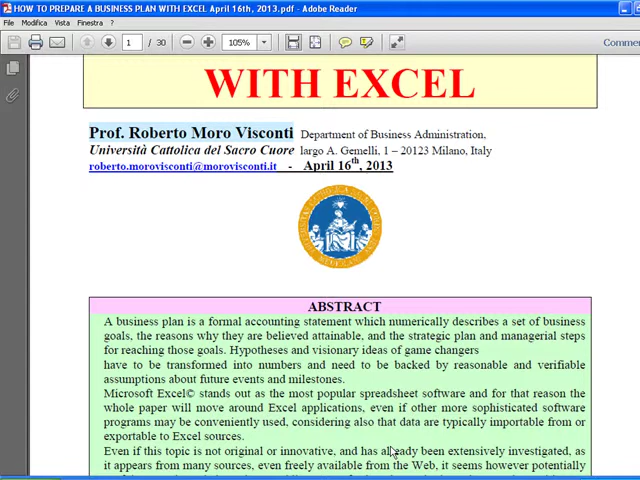 HOW TO PREPARE A BUSINESS PLAN WITH EXCEL April 16th, 2013.pdf - Adobe Reader
File Modifica Vista Finestra ?
1 / 30 105% Comme
WITH EXCEL
Prof. Roberto Moro Visconti Department of Business Administration,
Università Cattolica del Sacro Cuore largo A. Gemelli, 1 – 20123 Milano, Italy
roberto.morovisconti@morovisconti.it - April 16th, 2013
ABSTRACT
A business plan is a formal accounting statement which numerically describes a set of business
goals, the reasons why they are believed attainable, and the strategic plan and managerial steps
for reaching those goals. Hypotheses and visionary ideas of game changers
have to be transformed into numbers and need to be backed by reasonable and verifiable
assumptions about future events and milestones.
Microsoft Excel© stands out as the most popular spreadsheet software and for that reason the
whole paper will move around Excel applications, even if other more sophisticated software
programs may be conveniently used, considering also that data are typically importable from or
exportable to Excel sources.
Even if this topic is not original or innovative, and has already been extensively investigated, as
it appears from many sources, even freely available from the Web, it seems however potentially